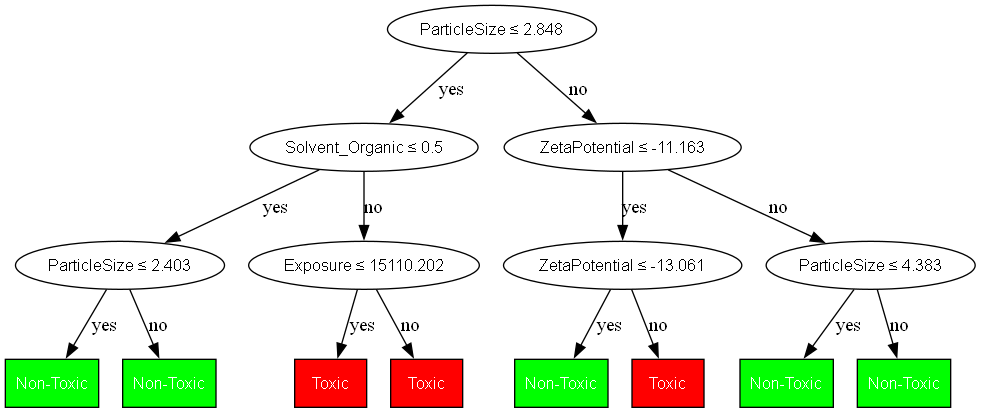 ParticleSize ≤ 2.848
yes
no
Solvent_Organic ≤ 0.5
ZetaPotential ≤ -11.163
yes
no
yes
no
ParticleSize ≤ 2.403
Exposure ≤ 15110.202
ZetaPotential ≤ -13.061
ParticleSize ≤ 4.383
yes
no
yes
no
yes
no
yes
no
Non-Toxic
Non-Toxic
Toxic
Toxic
Non-Toxic
Toxic
Non-Toxic
Non-Toxic